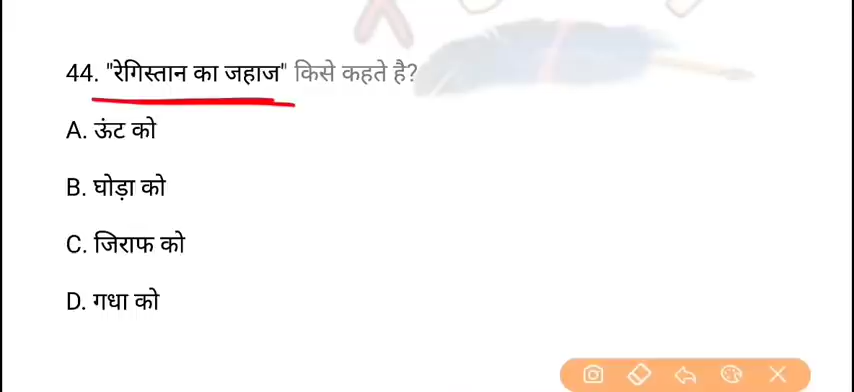 44. "रेगिस्तान का जहाज" किसे कहते है?
A. ऊंट को
B. घोड़ा को
C. जिराफ को
D. गधा को